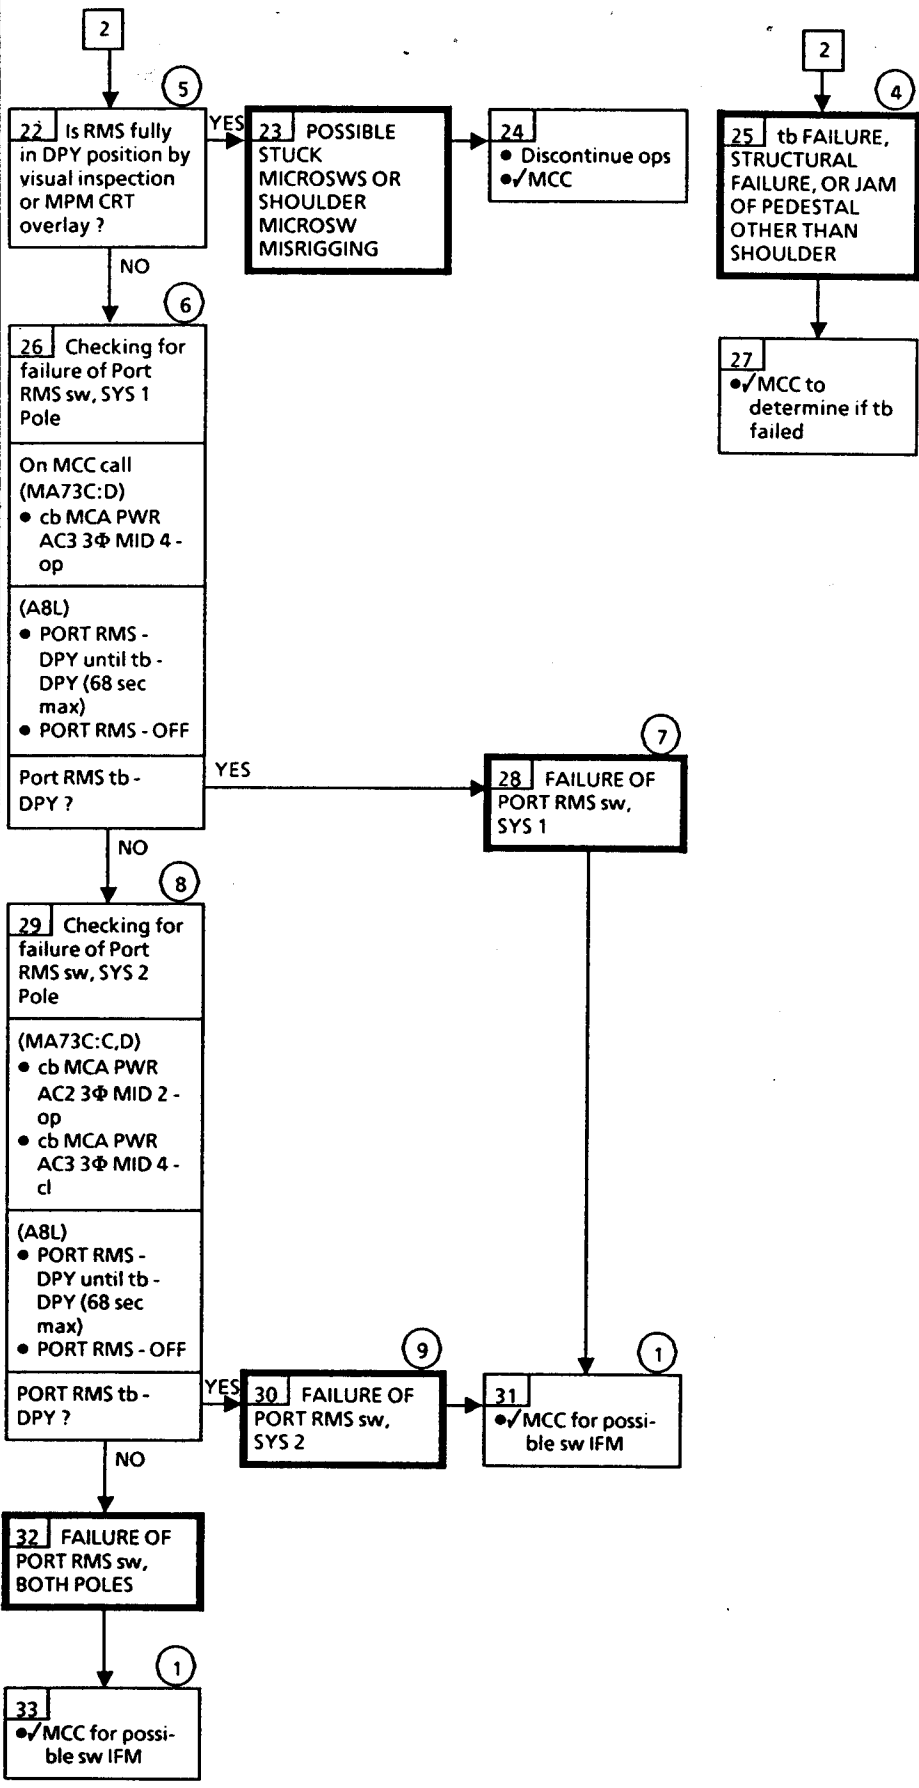 2
5
22 Is RMS fully
in DPY position by
visual inspection
or MPM CRT
overlay ?
YES
23 POSSIBLE
STUCK
MICROSWS OR
SHOULDER
MICROSW
MISRIGGING
24
• Discontinue ops
•✓MCC
2
4
25 tb FAILURE,
STRUCTURAL
FAILURE, OR JAM
OF PEDESTAL
OTHER THAN
SHOULDER
27
•✓MCC to
determine if tb
failed
NO
6
26 Checking for
failure of Port
RMS sw, SYS 1
Pole
On MCC call
(MA73C:D)
• cb MCA PWR
AC3 3Φ MID 4 -
op
(A8L)
• PORT RMS -
DPY until tb -
DPY (68 sec
max)
• PORT RMS - OFF
Port RMS tb -
DPY ?
YES
7
28 FAILURE OF
PORT RMS sw,
SYS 1
NO
8
29 Checking for
failure of Port
RMS sw, SYS 2
Pole
(MA73C:C,D)
• cb MCA PWR
AC2 3Φ MID 2 -
op
• cb MCA PWR
AC3 3Φ MID 4 -
cl
(A8L)
• PORT RMS -
DPY until tb -
DPY (68 sec
max)
• PORT RMS - OFF
PORT RMS tb -
DPY ?
YES
9
30 FAILURE OF
PORT RMS sw,
SYS 2
1
31
•✓MCC for possi-
ble sw IFM
NO
32 FAILURE OF
PORT RMS sw,
BOTH POLES
1
33
•✓MCC for possi-
ble sw IFM